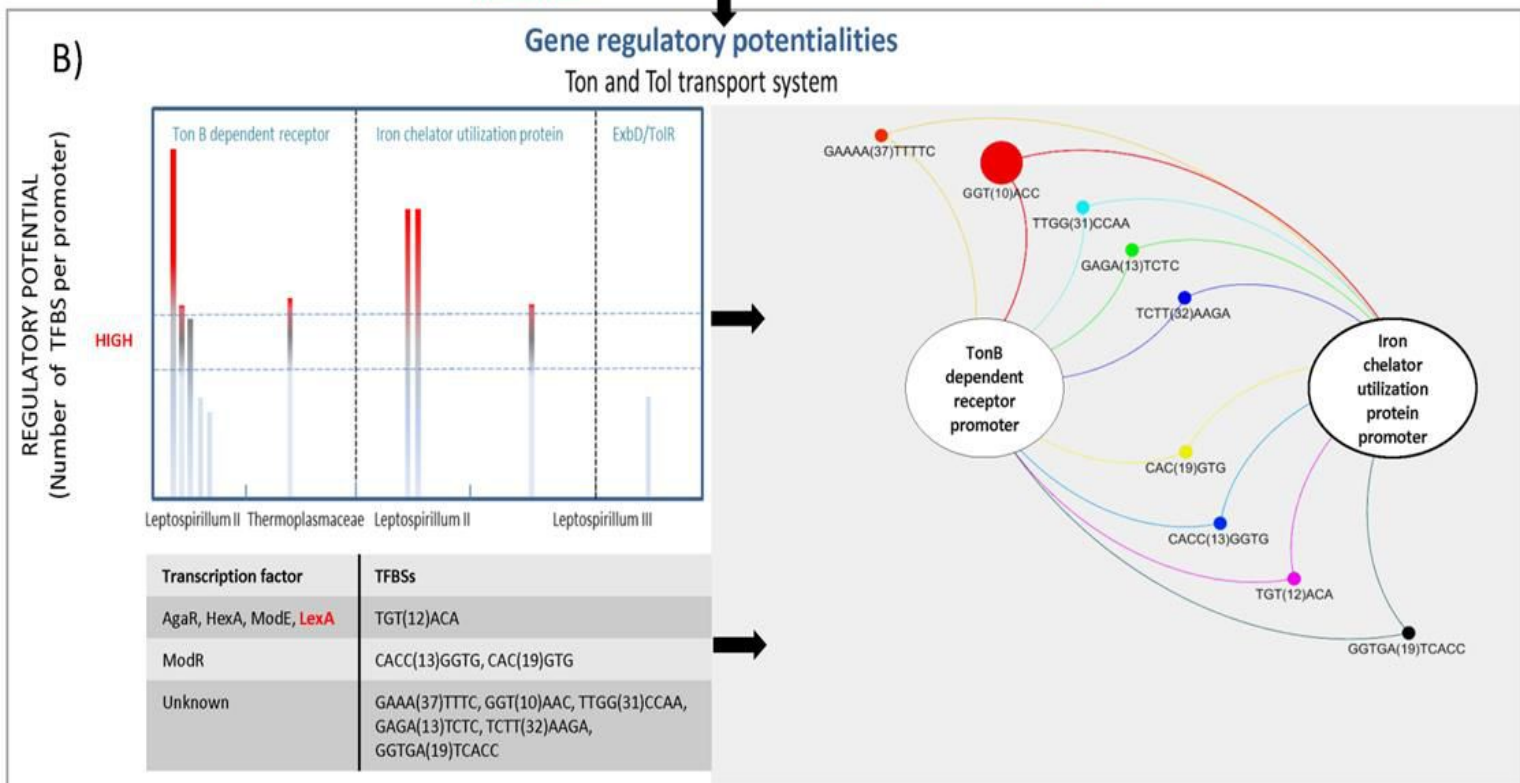 B)
Gene regulatory potentialities
Ton and Tol transport system
REGULATORY POTENTIAL
(Number of TFBS per promoter)
HIGH
Ton B dependent receptor
Iron chelator utilization protein
ExbD/TolR
Leptospirillum II
Thermoplasmaceae
Leptospirillum II
Leptospirillum III
GAAAA(37)TTTTC
GGT(10)ACC
TTGG(31)CCAA
GAGA(13)TCTC
TCTT(32)AAGA
TonB
dependent
receptor
promoter
Iron
chelator
utilization
protein
promoter
CAC(19)GTG
CACC(13)GGTG
TGT(12)ACA
GGTGA(19)TCACC
Transcription factor
TFBSs
AgaR, HexA, ModE, LexA
TGT(12)ACA
ModR
CACC(13)GGTG, CAC(19)GTG
Unknown
GAAA(37)TTTC, GGT(10)AAC, TTGG(31)CCAA,
GAGA(13)TCTC, TCTT(32)AAGA,
GGTGA(19)TCACC